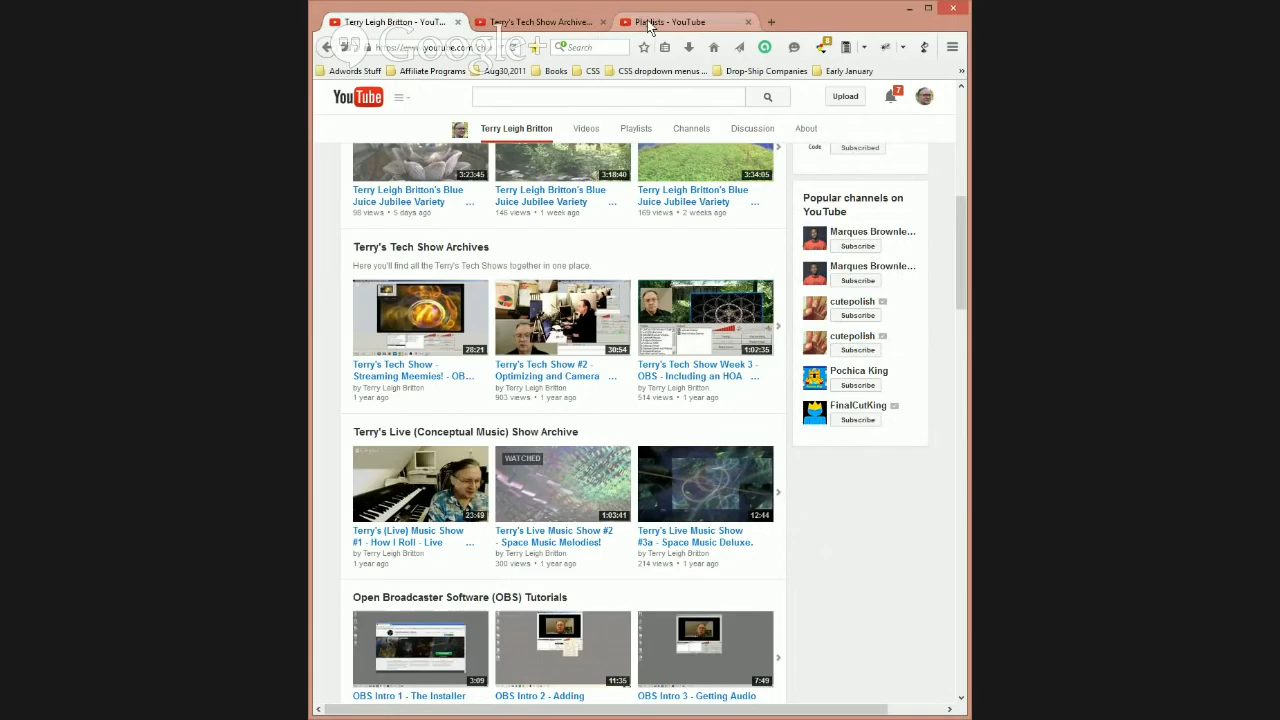 Terry Leigh Britton - YouT...
Terry's Tech Show Archive...
Playlists - YouTube
Google+
Search
8
Adwords Stuff
Affiliate Programs
Aug30,2011
Books
CSS
CSS dropdown menus ...
Drop-Ship Companies
Early January
YouTube
Upload
7
Terry Leigh Britton
Videos
Playlists
Channels
Discussion
About
3:23:45
3:18:40
3:34:05
Code
Subscribed
Terry Leigh Britton's Blue
Juice Jubilee Variety ...
98 views • 5 days ago
Terry Leigh Britton's Blue
Juice Jubilee Variety ...
146 views • 1 week ago
Terry Leigh Britton's Blue
Juice Jubilee Variety ...
169 views • 2 weeks ago
Popular channels on
YouTube
Marques Brownle...
Subscribe
Marques Brownle...
Subscribe
cutepolish
Subscribe
cutepolish
Subscribe
Pochica King
Subscribe
FinalCutKing
Subscribe
Terry's Tech Show Archives
Here you'll find all the Terry's Tech Shows together in one place.
28:21
30:54
1:02:35
Terry's Tech Show -
Streaming Meemies! - OB...
by Terry Leigh Britton
1 year ago
Terry's Tech Show #2 -
Optimizing and Camera ...
by Terry Leigh Britton
903 views • 1 year ago
Terry's Tech Show Week 3 -
OBS - Including an HOA ...
by Terry Leigh Britton
514 views • 1 year ago
Terry's Live (Conceptual Music) Show Archive
23:49
WATCHED
1:03:41
12:44
Terry's (Live) Music Show
#1 - How I Roll - Live ...
by Terry Leigh Britton
1 year ago
Terry's Live Music Show #2
- Space Music Melodies!
by Terry Leigh Britton
300 views • 1 year ago
Terry's Live Music Show
#3a - Space Music Deluxe.
by Terry Leigh Britton
214 views • 1 year ago
Open Broadcaster Software (OBS) Tutorials
3:09
11:35
7:49
OBS Intro 1 - The Installer
OBS Intro 2 - Adding
OBS Intro 3 - Getting Audio